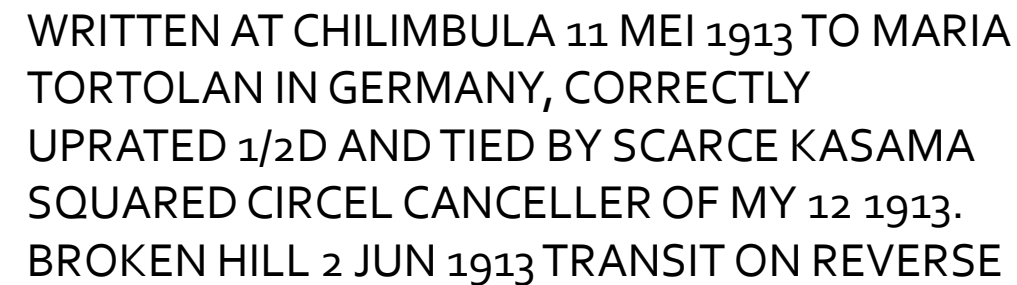 WRITTEN AT CHILIMBULA 11 MEI 1913 TO MARIA
TORTOLAN IN GERMANY, CORRECTLY
UPRATED 1/2D AND TIED BY SCARCE KASAMA
SQUARED CIRCEL CANCELLER OF MY 12 1913.
BROKEN HILL 2 JUN 1913 TRANSIT ON REVERSE